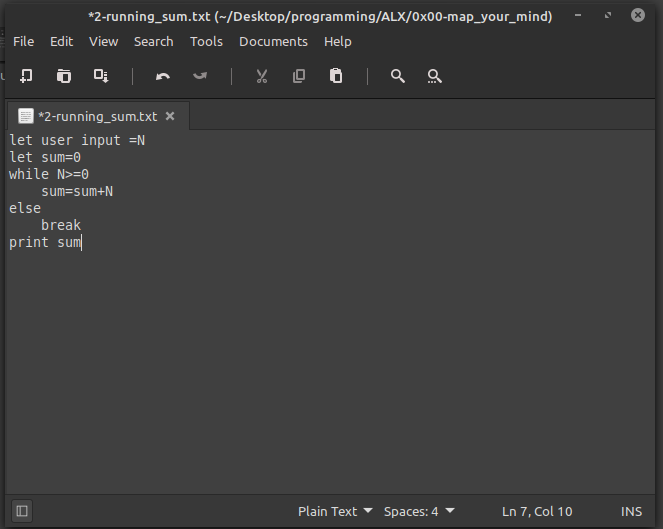 *2-running_sum.txt (~/Desktop/programming/ALX/0x00-map_your_mind)
File Edit View Search Tools Documents Help
*2-running_sum.txt
let user input =N
let sum=0
while N>=0
    sum=sum+N
else
    break
print sum
Plain Text Spaces: 4 Ln 7, Col 10 INS